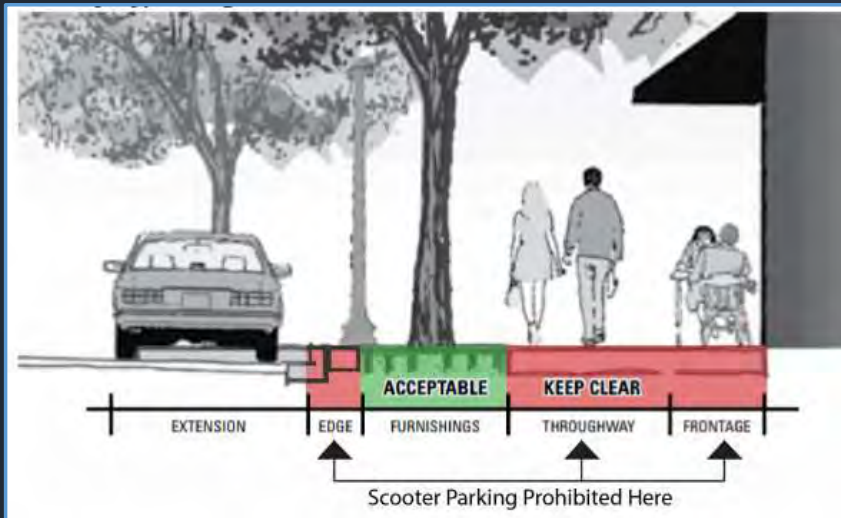 ACCEPTABLE KEEP CLEAR
EXTENSION EDGE FURNISHINGS THROUGHWAY FRONTAGE
Scooter Parking Prohibited Here